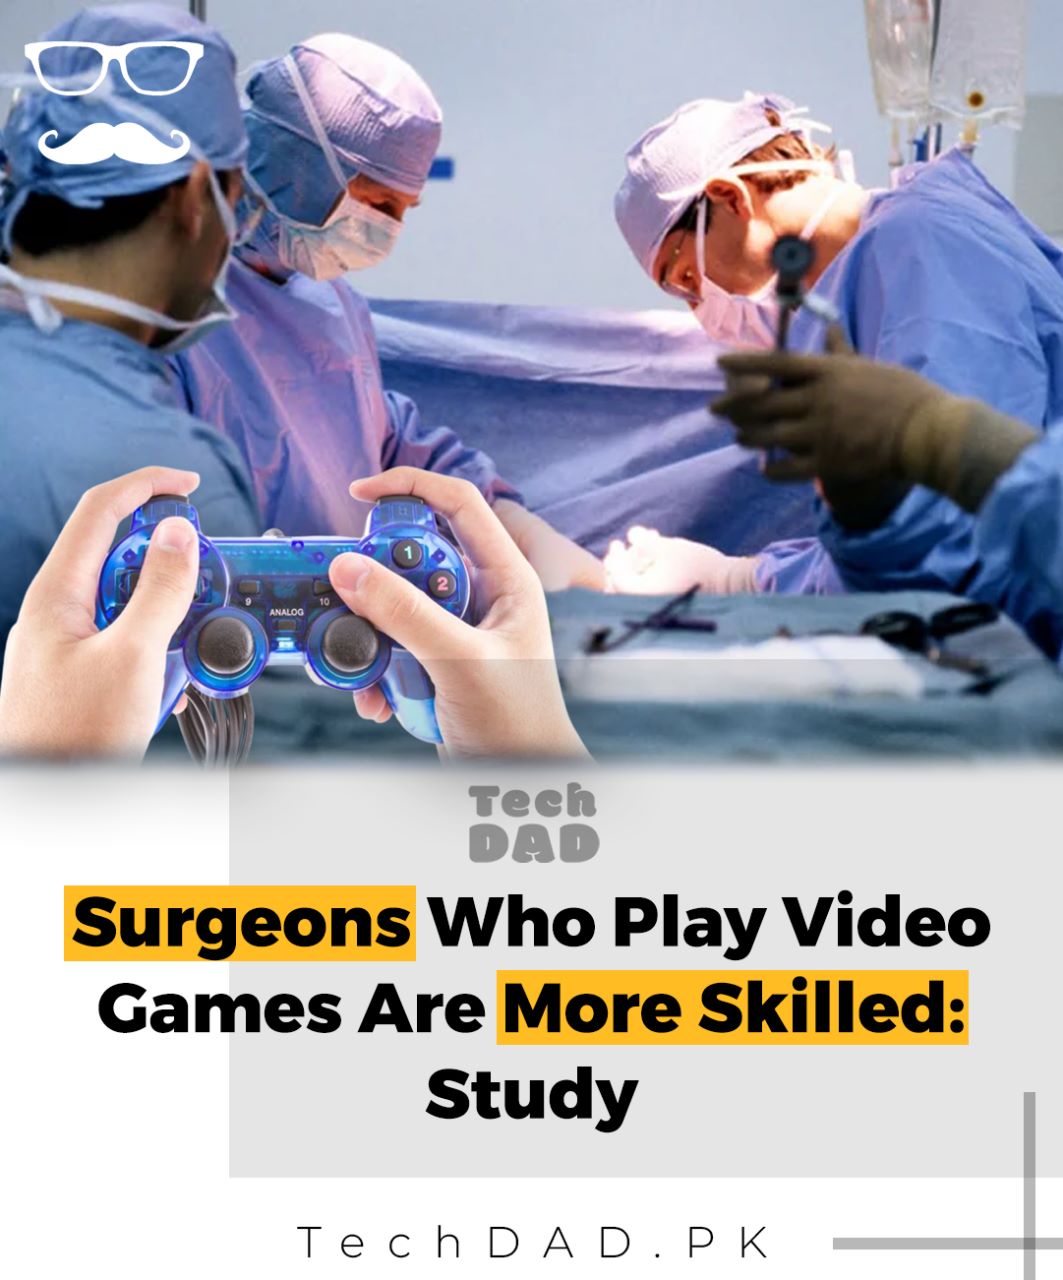 1
2
9
10
ANALOG
Tech
DAD
Surgeons Who Play Video
Games Are More Skilled:
Study
TechDAD.PK